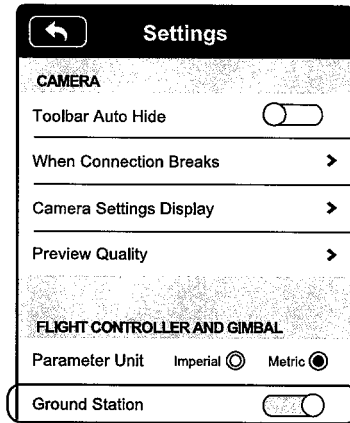 Settings
CAMERA
Toolbar Auto Hide
When Connection Breaks
Camera Settings Display
Preview Quality
FLIGHT CONTROLLER AND GIMBAL
Parameter Unit Imperial Metric
Ground Station